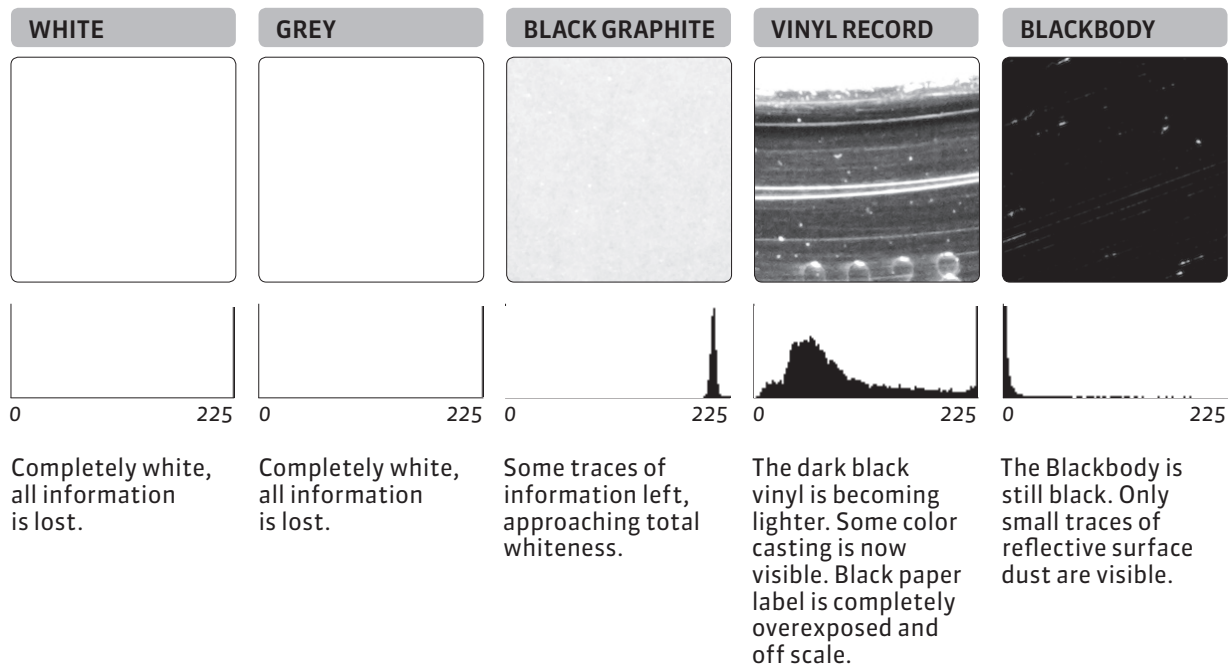 WHITE
GREY
BLACK GRAPHITE
VINYL RECORD
BLACKBODY
0 225
0 225
0 225
0 225
0 225
Completely white,
all information
is lost.
Completely white,
all information
is lost.
Some traces of
information left,
approaching total
whiteness.
The dark black
vinyl is becoming
lighter. Some color
casting is now
visible. Black paper
label is completely
overexposed and
off scale.
The Blackbody is
still black. Only
small traces of
reflective surface
dust are visible.